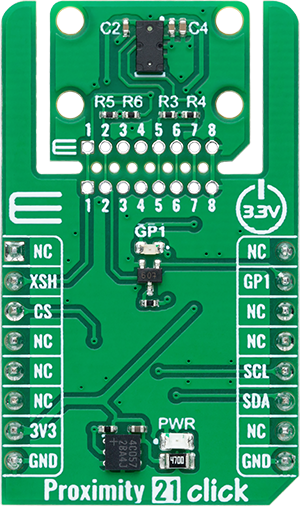 C2 C4
R5 R6 R3 R4
1 2 3 4 5 6 7 8
E
1 2 3 4 5 6 7 8
E 3.3V
GP1
NC NC
XSH GP1
CS NC
NC NC
NC SCL
NC SDA
3V3 PWR NC
4700
GND GND
Proximity 21 click